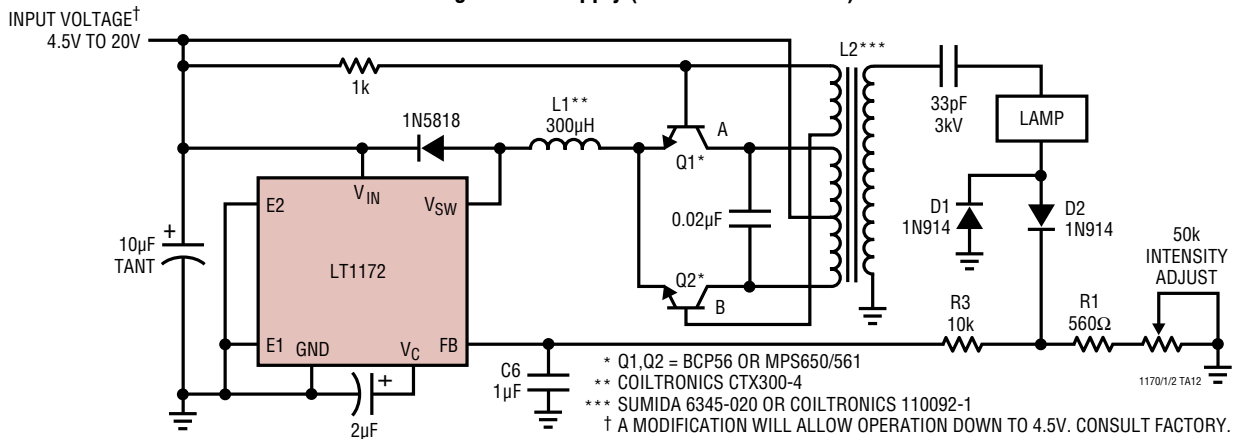 INPUT VOLTAGE†
4.5V TO 20V
1k
1N5818
L1**
300µH
A
Q1*
L2***
33pF
3kV
LAMP
D1
1N914
D2
1N914
50k
INTENSITY
ADJUST
0.02µF
Q2*
B
10µF
TANT
+
E2
VIN
VSW
LT1172
E1
GND
VC
FB
+
2µF
C6
1µF
R3
10k
R1
560Ω
* Q1,Q2 = BCP56 OR MPS650/561
** COILTRONICS CTX300-4
*** SUMIDA 6345-020 OR COILTRONICS 110092-1
† A MODIFICATION WILL ALLOW OPERATION DOWN TO 4.5V. CONSULT FACTORY.
1170/1/2 TA12